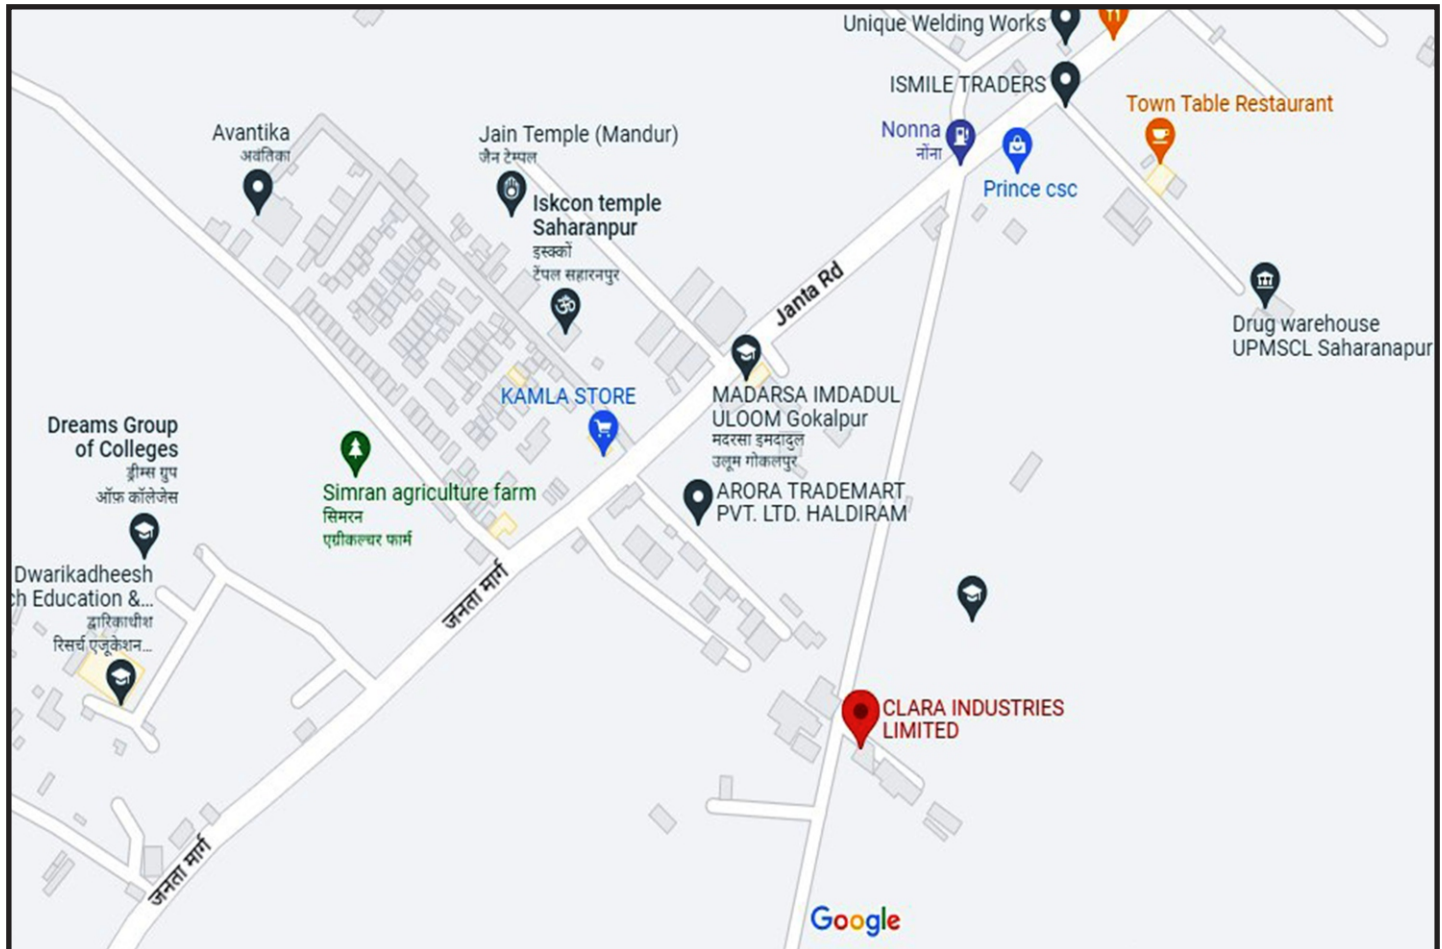 Unique Welding Works
ISMILE TRADERS
Town Table Restaurant
Nonna
नोंना
Prince csc
Avantika
अवंतिका
Jain Temple (Mandur)
जैन टेम्पल
Iskcon temple
Saharanpur
इस्क्कों
टेंपल सहारनपुर
Janta Rd
Drug warehouse
UPMSCL Saharanapur
KAMLA STORE
MADARSA IMDADUL
ULOOM Gokalpur
मदरसा इमदादुल
उलूम गोकलपुर
Dreams Group
of Colleges
ड्रीम्स ग्रुप
ऑफ़ कॉलेजेस
Simran agriculture farm
सिमरन
एग्रीकल्चर फार्म
ARORA TRADEMART
PVT. LTD. HALDIRAM
Dwarikadheesh
ch Education &...
द्वारिकाधीश
रिसर्च एजूकेशन...
जनता मार्ग
CLARA INDUSTRIES
LIMITED
जनता मार्ग
Google